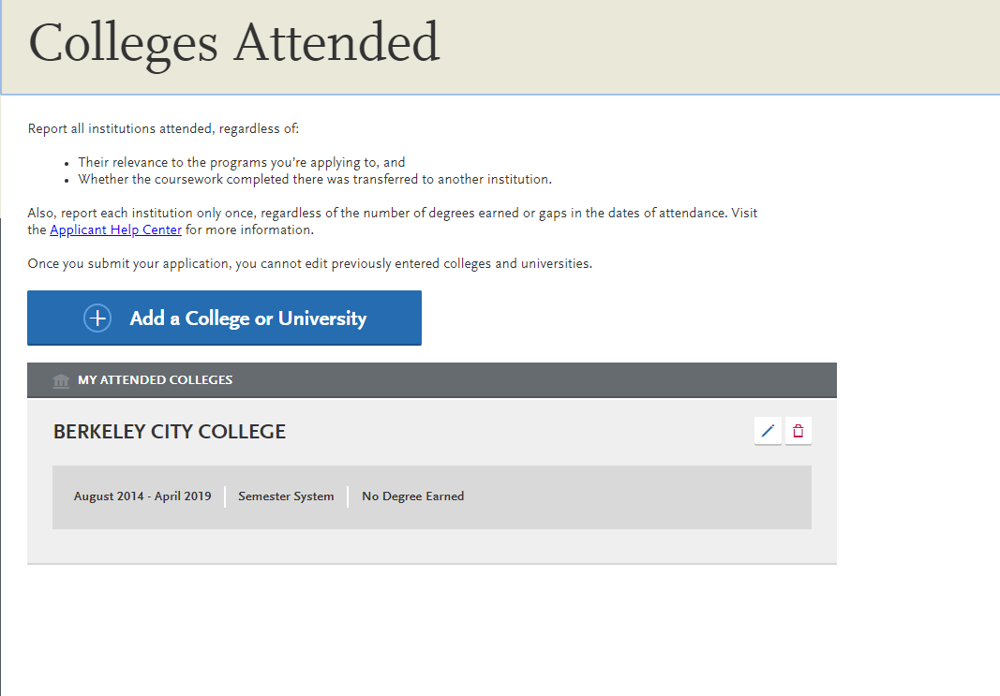 Colleges Attended
Report all institutions attended, regardless of:
• Their relevance to the programs you're applying to, and
• Whether the coursework completed there was transferred to another institution.
Also, report each institution only once, regardless of the number of degrees earned or gaps in the dates of attendance. Visit
the Applicant Help Center for more information.
Once you submit your application, you cannot edit previously entered colleges and universities.
Add a College or University
MY ATTENDED COLLEGES
BERKELEY CITY COLLEGE
August 2014 - April 2019 Semester System No Degree Earned